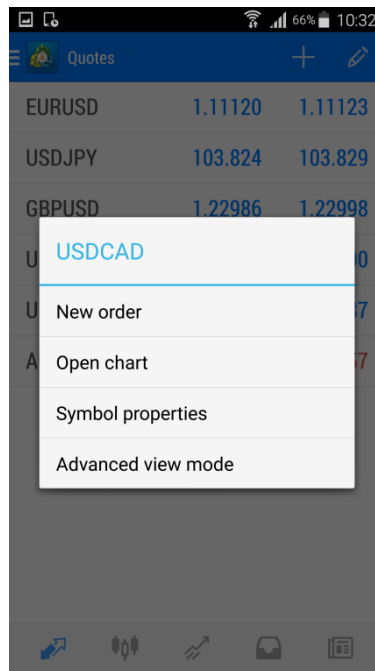 66% 10:32
Quotes
EURUSD 1.11120 1.11123
USDJPY 103.824 103.829
GBPUSD 1.22986 1.22998
USDCAD
New order
Open chart
Symbol properties
Advanced view mode